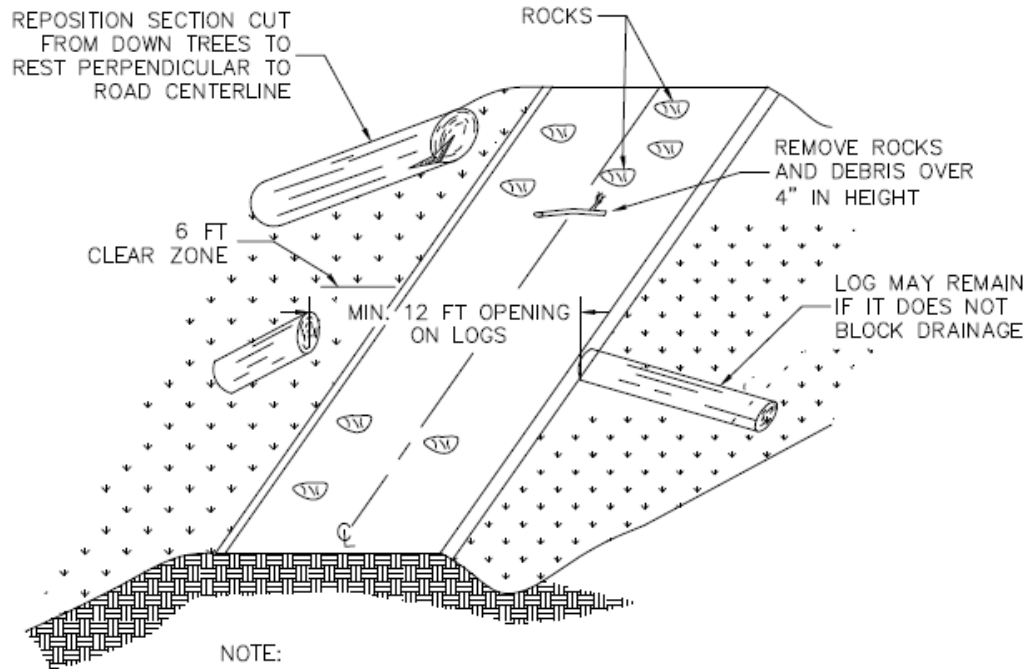 REPOSITION SECTION CUT
FROM DOWN TREES TO
REST PERPENDICULAR TO
ROAD CENTERLINE
ROCKS
REMOVE ROCKS
AND DEBRIS OVER
4" IN HEIGHT
6 FT
CLEAR ZONE
LOG MAY REMAIN
IF IT DOES NOT
BLOCK DRAINAGE
MIN. 12 FT OPENING
ON LOGS
℄
NOTE: